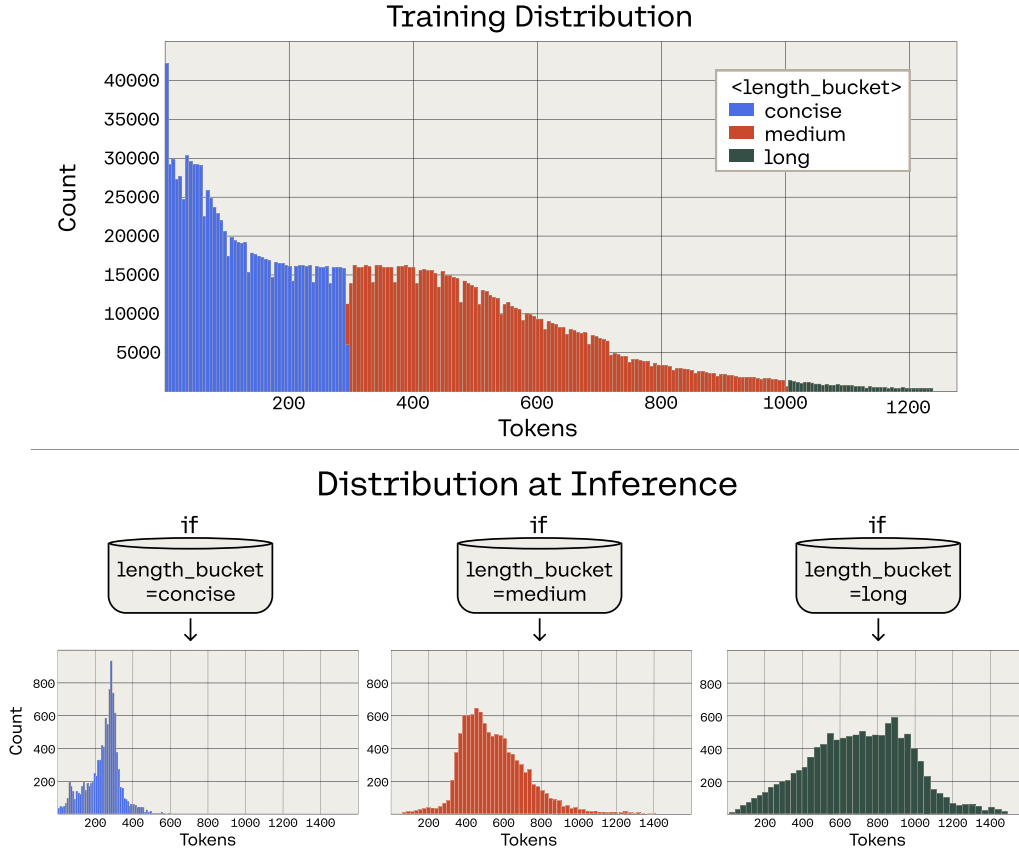 Training Distribution
Count
40000
35000
30000
25000
20000
15000
10000
5000
<length_bucket>
concise
medium
long
200 400 600 800 1000 1200
Tokens
Distribution at Inference
if
length_bucket
=concise
if
length_bucket
=medium
if
length_bucket
=long
Count
800
600
400
200
200 400 600 800 1000 1200 1400
Tokens
800
600
400
200
200 400 600 800 1000 1200 1400
Tokens
800
600
400
200
200 400 600 800 1000 1200 1400
Tokens